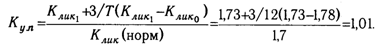 К_ул = (К_лик₁ + 3/Т(К_лик₁ − К_лик₀)) / К_лик (норм) = (1,73 + 3/12(1,73 − 1,78)) / 1,7 = 1,01.